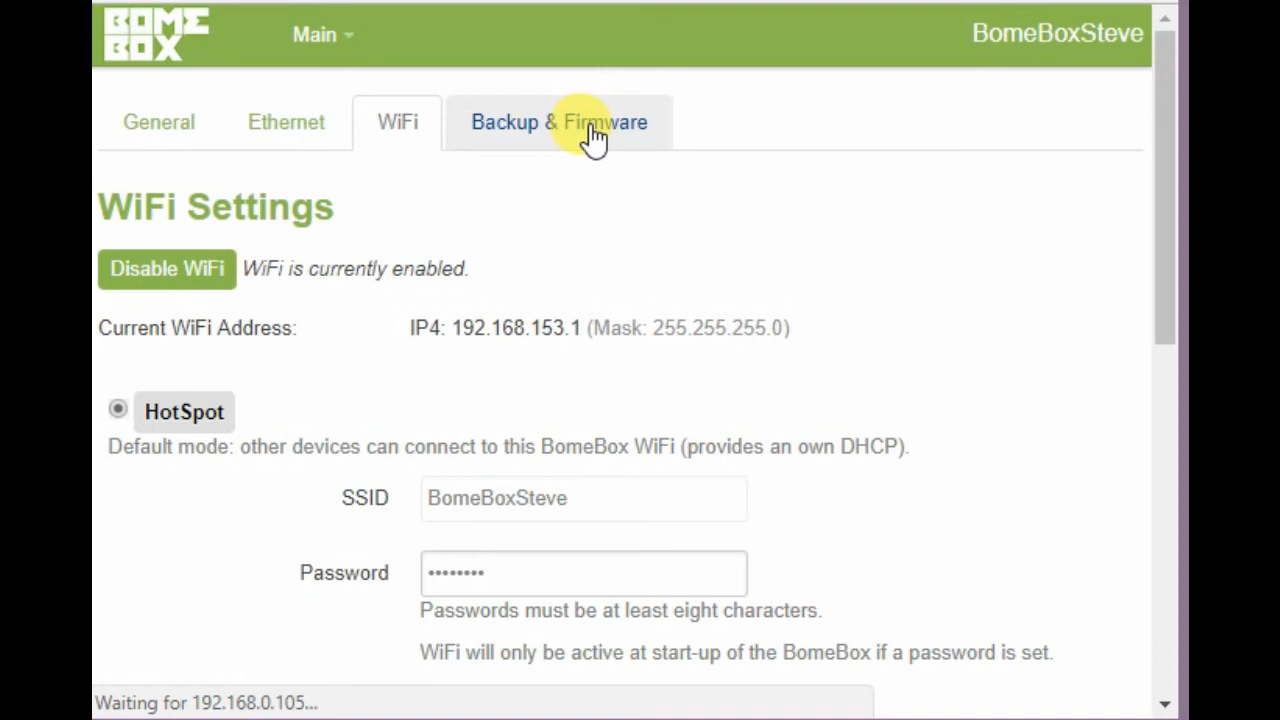 BOME BOX
Main
BomeBoxSteve
General Ethernet WiFi Backup & Firmware
WiFi Settings
Disable WiFi WiFi is currently enabled.
Current WiFi Address: IP4: 192.168.153.1 (Mask: 255.255.255.0)
HotSpot
Default mode: other devices can connect to this BomeBox WiFi (provides an own DHCP).
SSID BomeBoxSteve
Password ••••••••
Passwords must be at least eight characters.
WiFi will only be active at start-up of the BomeBox if a password is set.
Waiting for 192.168.0.105...